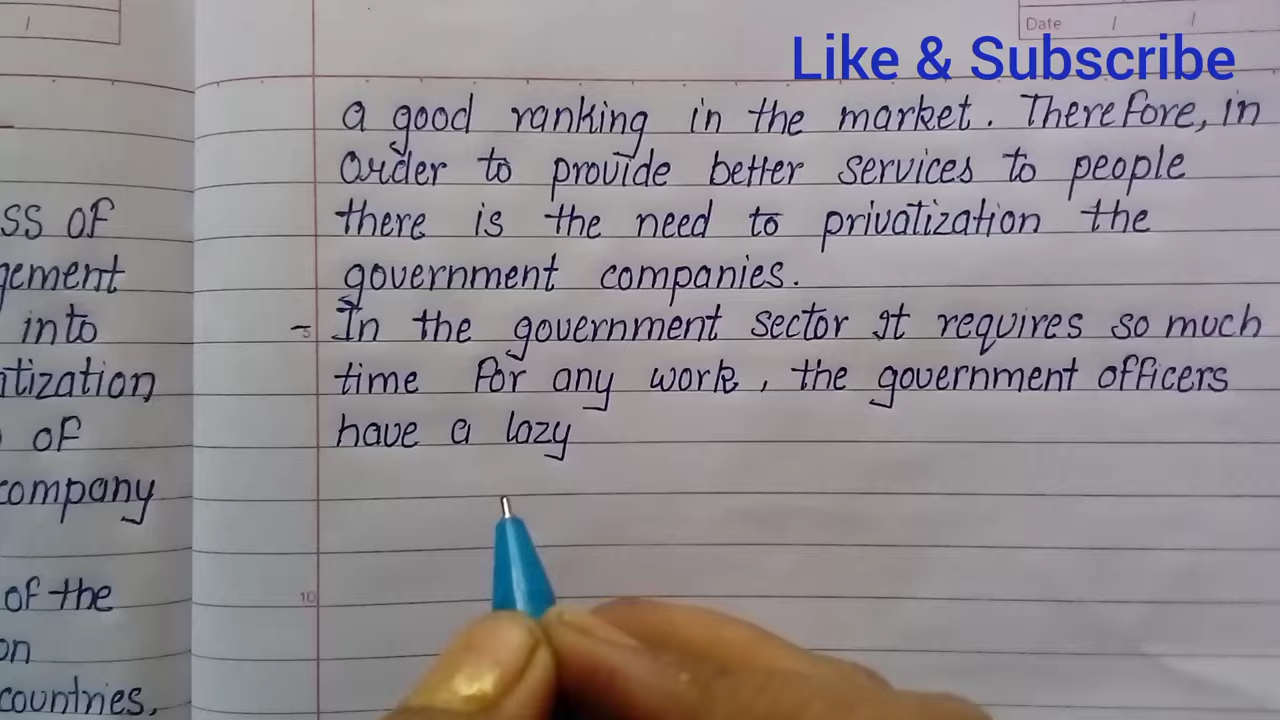 Like & Subscribe
Date / /
/
ss of
gement
into
tization
of
company
of the
on
countries,
a good ranking in the market. Therefore, in
order to provide better services to people
there is the need to privatization the
government companies.
5
- In the government sector It requires so much
time for any work, the government officers
have a lazy
10